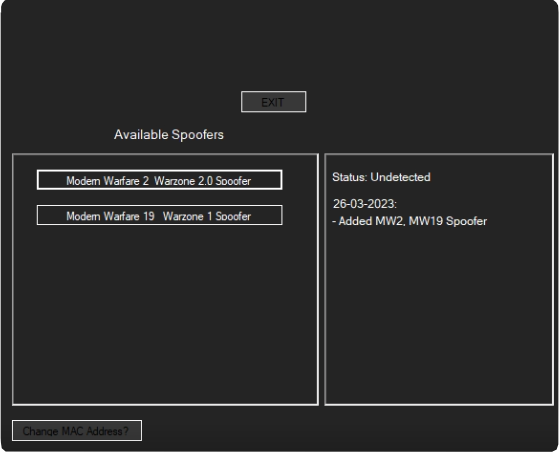 EXIT
Available Spoofers
Modern Warfare 2 Warzone 2.0 Spoofer
Status: Undetected
26-03-2023:
- Added MW2, MW19 Spoofer
Modern Warfare 19 Warzone 1 Spoofer
Change MAC Address?